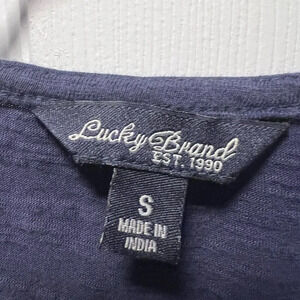 Lucky Brand
EST. 1990
S
MADE IN
INDIA